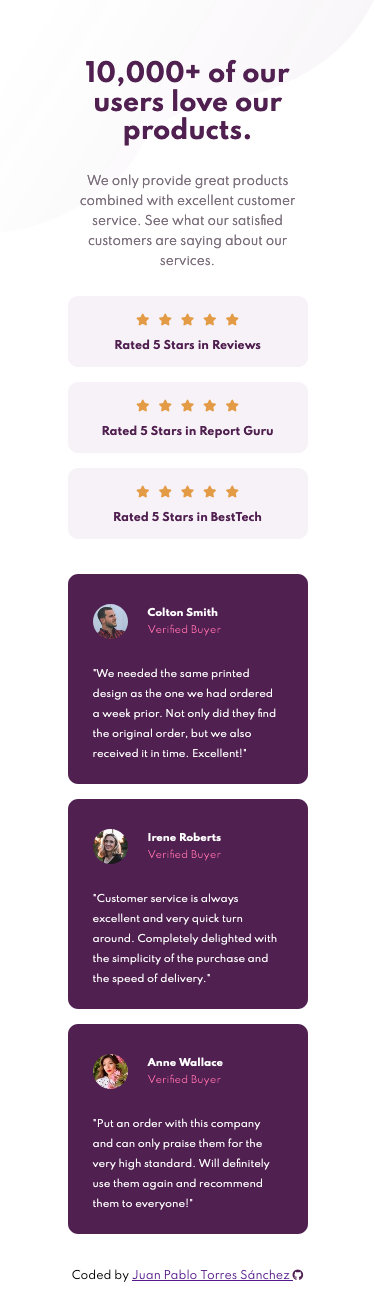 10,000+ of our
users love our
products.
We only provide great products
combined with excellent customer
service. See what our satisfied
customers are saying about our
services.
Rated 5 Stars in Reviews
Rated 5 Stars in Report Guru
Rated 5 Stars in BestTech
Colton Smith
Verified Buyer
"We needed the same printed
design as the one we had ordered
a week prior. Not only did they find
the original order, but we also
received it in time. Excellent!"
Irene Roberts
Verified Buyer
"Customer service is always
excellent and very quick turn
around. Completely delighted with
the simplicity of the purchase and
the speed of delivery."
Anne Wallace
Verified Buyer
"Put an order with this company
and can only praise them for the
very high standard. Will definitely
use them again and recommend
them to everyone!"
Coded by Juan Pablo Torres Sánchez